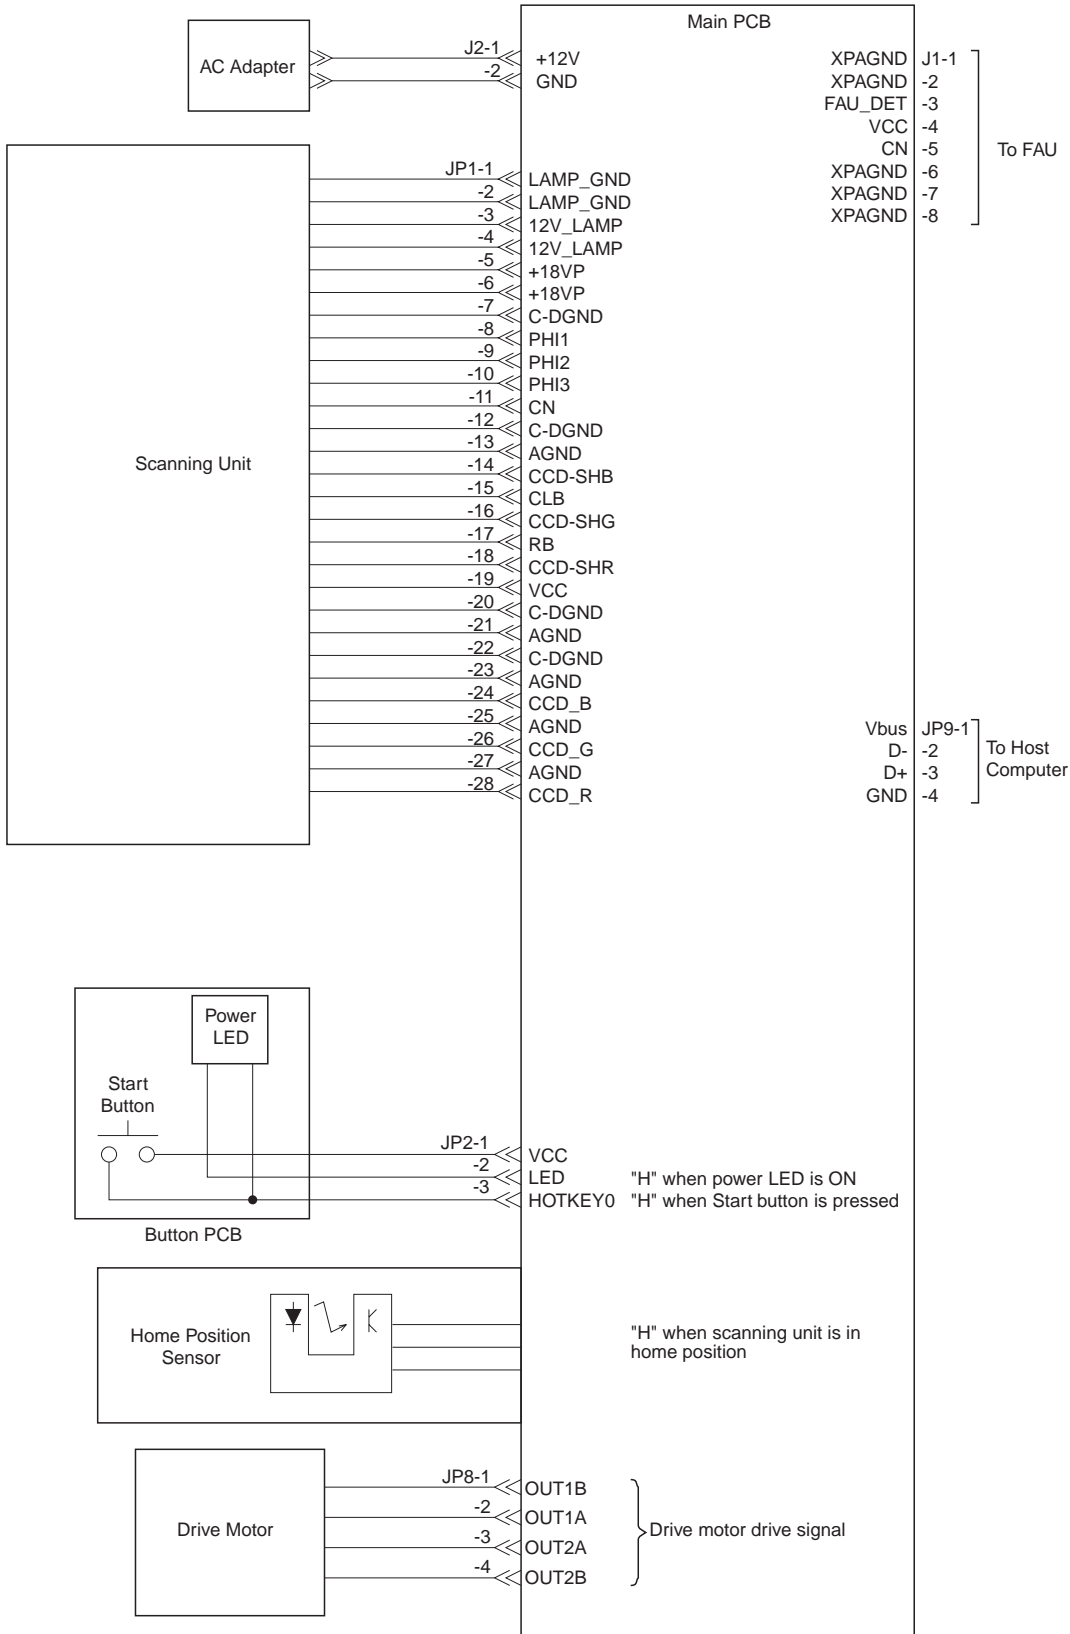 Main PCB
AC Adapter
J2-1 +12V
-2 GND
XPAGND J1-1
XPAGND -2
FAU_DET -3
VCC -4
CN -5
XPAGND -6
XPAGND -7
XPAGND -8
To FAU
Scanning Unit
JP1-1 LAMP_GND
-2 LAMP_GND
-3 12V_LAMP
-4 12V_LAMP
-5 +18VP
-6 +18VP
-7 C-DGND
-8 PHI1
-9 PHI2
-10 PHI3
-11 CN
-12 C-DGND
-13 AGND
-14 CCD-SHB
-15 CLB
-16 CCD-SHG
-17 RB
-18 CCD-SHR
-19 VCC
-20 C-DGND
-21 AGND
-22 C-DGND
-23 AGND
-24 CCD_B
-25 AGND
-26 CCD_G
-27 AGND
-28 CCD_R
Vbus JP9-1
D- -2
D+ -3
GND -4
To Host
Computer
Power
LED
Start
Button
JP2-1 VCC
-2 LED "H" when power LED is ON
-3 HOTKEY0 "H" when Start button is pressed
Button PCB
Home Position
Sensor
"H" when scanning unit is in
home position
Drive Motor
JP8-1 OUT1B
-2 OUT1A
-3 OUT2A
-4 OUT2B
Drive motor drive signal